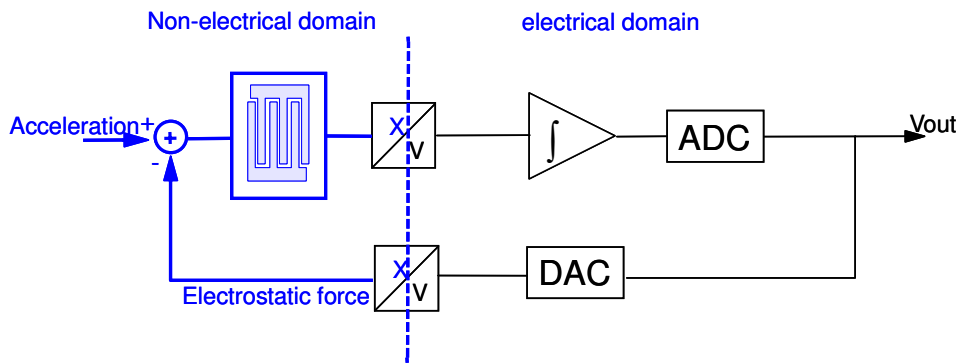 Non-electrical domain
electrical domain
Acceleration+
+
-
X
V
∫
ADC
Vout
X
V
DAC
Electrostatic force